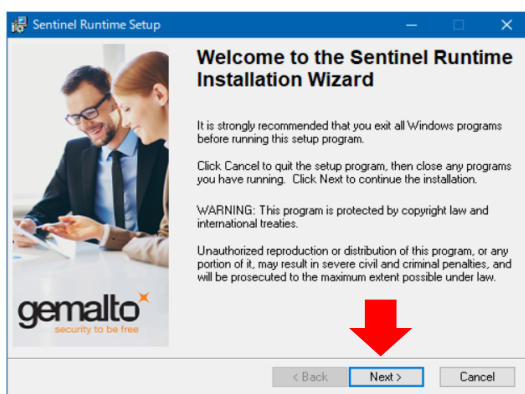 Sentinel Runtime Setup
Welcome to the Sentinel Runtime
Installation Wizard
It is strongly recommended that you exit all Windows programs
before running this setup program.
Click Cancel to quit the setup program, then close any programs
you have running. Click Next to continue the installation.
WARNING: This program is protected by copyright law and
international treaties.
Unauthorized reproduction or distribution of this program, or any
portion of it, may result in severe civil and criminal penalties, and
will be prosecuted to the maximum extent possible under law.
gemalto
security to be free
< Back
Next >
Cancel